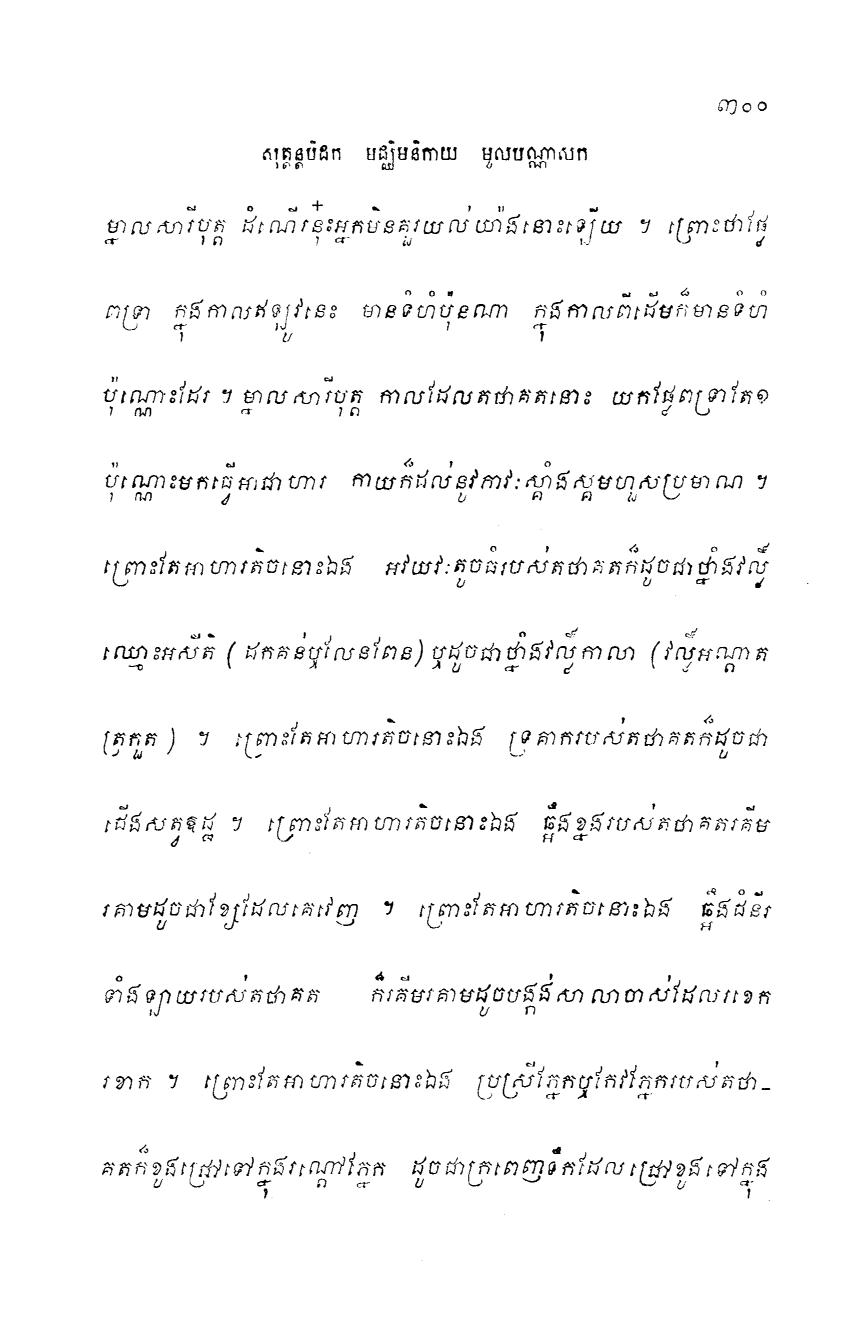 ៣០០
សុត្តន្តបិដក មជ្ឈិមនិកាយ មូលបណ្ណាសក
ម្នាលសារីបុត្ត ដំណើរនុ៎ះអ្នកមិនគួរយល់យ៉ាងនោះឡើយ ។ ព្រោះថាផ្លែ
ពទ្រា ក្នុងកាលឥឡូវនេះ មានទំហំប៉ុនណា ក្នុងកាលពីដើមក៏មានទំហំ
ប៉ុណ្ណោះដែរ ។ ម្នាលសារីបុត្ត កាលដែលតថាគតនោះ យកផ្លែពទ្រាតែ១
ប៉ុណ្ណោះមកធ្វើអាជាហារ កាយក៏ដល់នូវភាវៈស្គាំងស្គមហួសប្រមាណ ។
ព្រោះតែអាហារតិចនោះឯង អវយវៈតូចធំរបស់តថាគតក៏ដូចជាថ្នាំងវល្លិ៍
ឈ្មោះអសីតិ ( ដកគន់ឬលែនពែន) ឬដូចជាថ្នាំងវល្លិ៍កាលា (វល្លិ៍អណ្តាត
ត្រកួត ) ។ ព្រោះតែអាហារតិចនោះឯង ទ្រគាករបស់តថាគតក៏ដូចជា
ជើងសត្វឱដ្ឋ ។ ព្រោះតែអាហារតិចនោះឯង ឆ្អឹងខ្នងរបស់តថាគតរគីម
រគាមដូចជាខ្សែដែលគេវេញ ។ ព្រោះតែអាហារតិចនោះឯង ឆ្អឹងជំនីរ
ទាំងឡាយរបស់តថាគត ក៏រគីមរគាមដូចបង្កង់សាលាចាស់ដែលរខេក
រខាក ។ ព្រោះតែអាហារតិចនោះឯង ប្រស្រីភ្នែកឬកែវភ្នែករបស់តថា-
គតក៏ខូងជ្រៅទៅក្នុងរណ្តៅភ្នែក ដូចជាក្រពេញទឹកដែលជ្រៅខូងទៅក្នុង